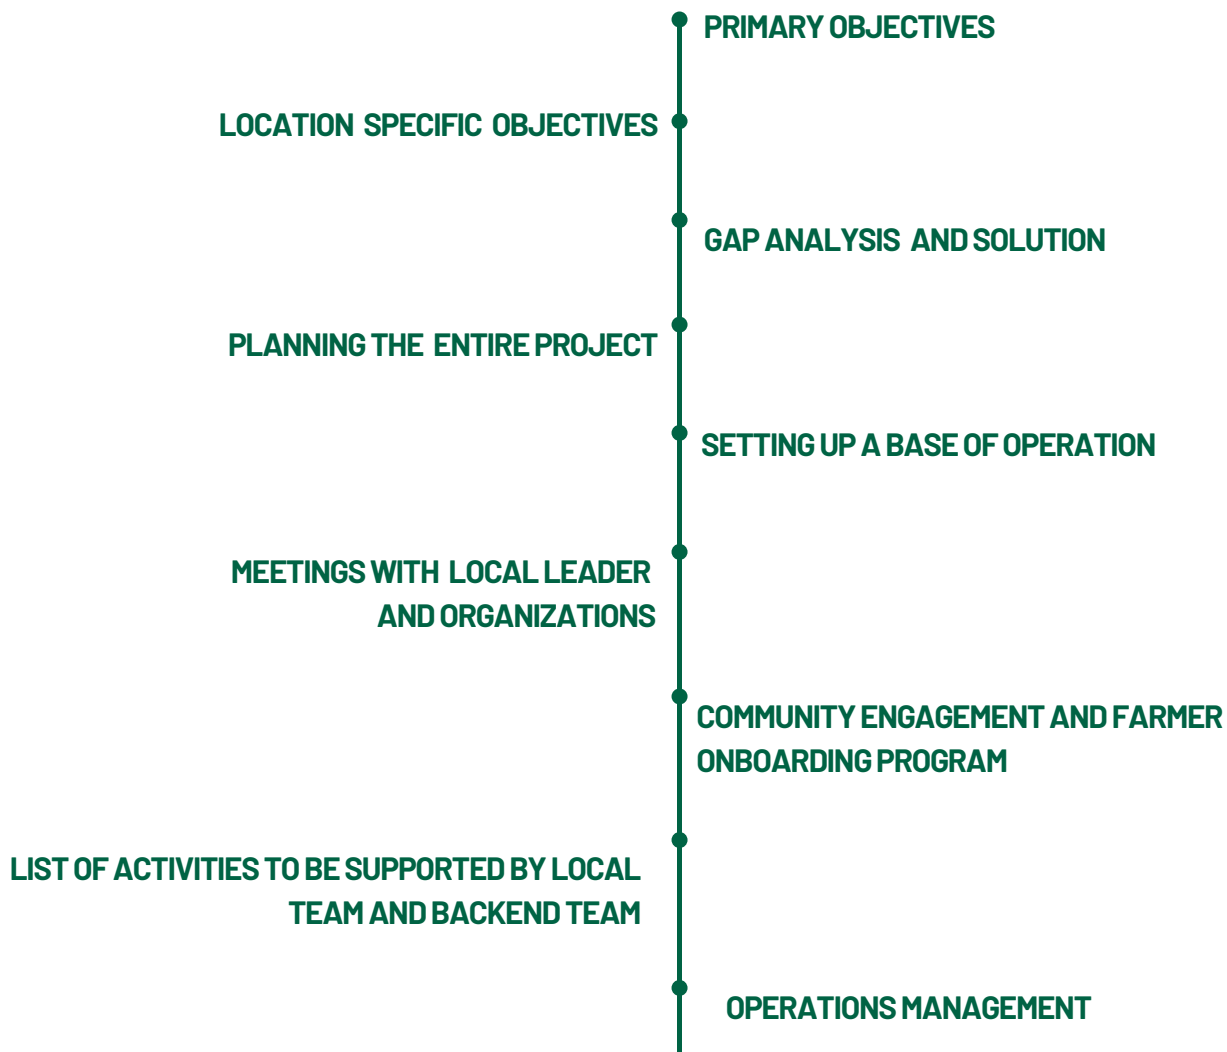 PRIMARY OBJECTIVES
LOCATION SPECIFIC OBJECTIVES
GAP ANALYSIS AND SOLUTION
PLANNING THE ENTIRE PROJECT
SETTING UP A BASE OF OPERATION
MEETINGS WITH LOCAL LEADER
AND ORGANIZATIONS
COMMUNITY ENGAGEMENT AND FARMER
ONBOARDING PROGRAM
LIST OF ACTIVITIES TO BE SUPPORTED BY LOCAL
TEAM AND BACKEND TEAM
OPERATIONS MANAGEMENT